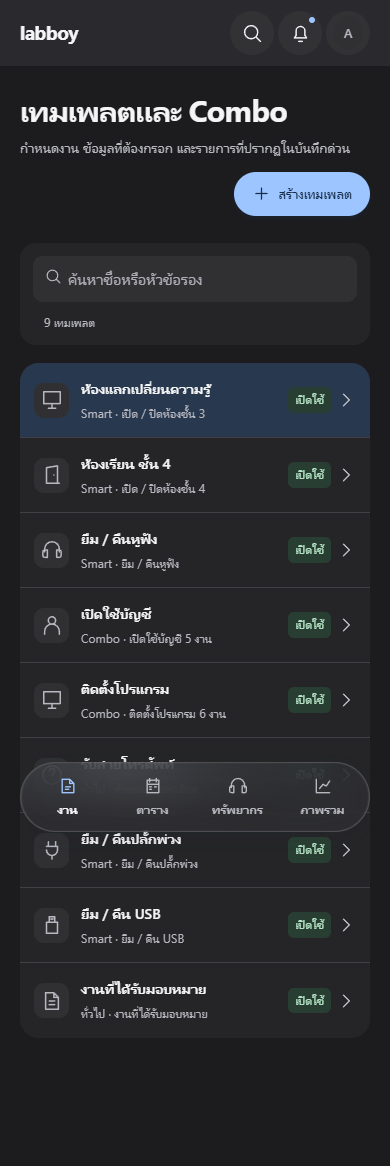 labboy
A
เทมเพลตและ Combo
กำหนดงาน ข้อมูลที่ต้องกรอก และรายการที่ปรากฏในบันทึกด่วน
สร้างเทมเพลต
ค้นหาชื่อหรือหัวข้อรอง
9 เทมเพลต
ห้องแลกเปลี่ยนความรู้
เปิดใช้
Smart · เปิด / ปิดห้องชั้น 3
ห้องเรียน ชั้น 4
เปิดใช้
Smart · เปิด / ปิดห้องชั้น 4
ยืม / คืนหูฟัง
เปิดใช้
Smart · ยืม / คืนหูฟัง
เปิดใช้บัญชี
เปิดใช้
Combo · เปิดใช้บัญชี 5 งาน
ติดตั้งโปรแกรม
เปิดใช้
Combo · ติดตั้งโปรแกรม 6 งาน
รับสายโทรศัพท์
งาน
ตาราง
ทรัพยากร
ภาพรวม
ยืม / คืนปลั๊กพ่วง
เปิดใช้
Smart · ยืม / คืนปลั๊กพ่วง
ยืม / คืน USB
เปิดใช้
Smart · ยืม / คืน USB
งานที่ได้รับมอบหมาย
เปิดใช้
ทั่วไป · งานที่ได้รับมอบหมาย